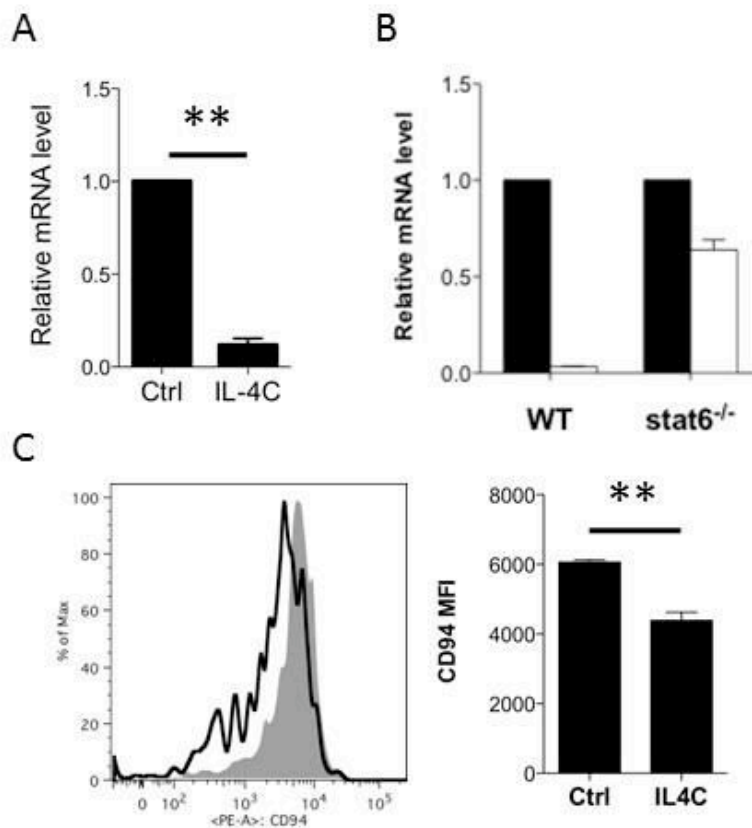 A
Relative mRNA level
1.5
1.0
0.5
0.0
**
Ctrl IL-4C
B
Relative mRNA level
1.5
1.0
0.5
0.0
WT stat6-/-
C
% of Max
100
80
60
40
20
0
0 10² 10³ 10⁴ 10⁵
<PE-A>: CD94
CD94 MFI
8000
6000
4000
2000
0
**
Ctrl IL4C